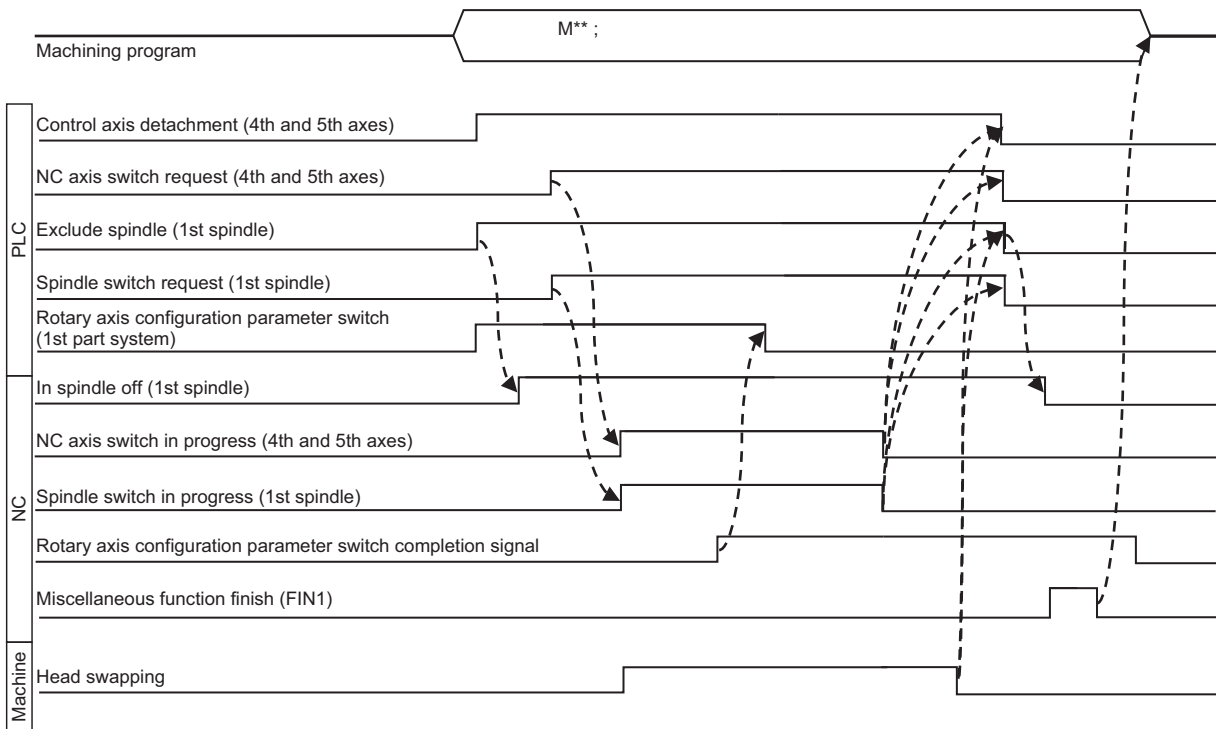 M** ;
Machining program
PLC
Control axis detachment (4th and 5th axes)
NC axis switch request (4th and 5th axes)
Exclude spindle (1st spindle)
Spindle switch request (1st spindle)
Rotary axis configuration parameter switch
(1st part system)
NC
In spindle off (1st spindle)
NC axis switch in progress (4th and 5th axes)
Spindle switch in progress (1st spindle)
Rotary axis configuration parameter switch completion signal
Miscellaneous function finish (FIN1)
Machine
Head swapping